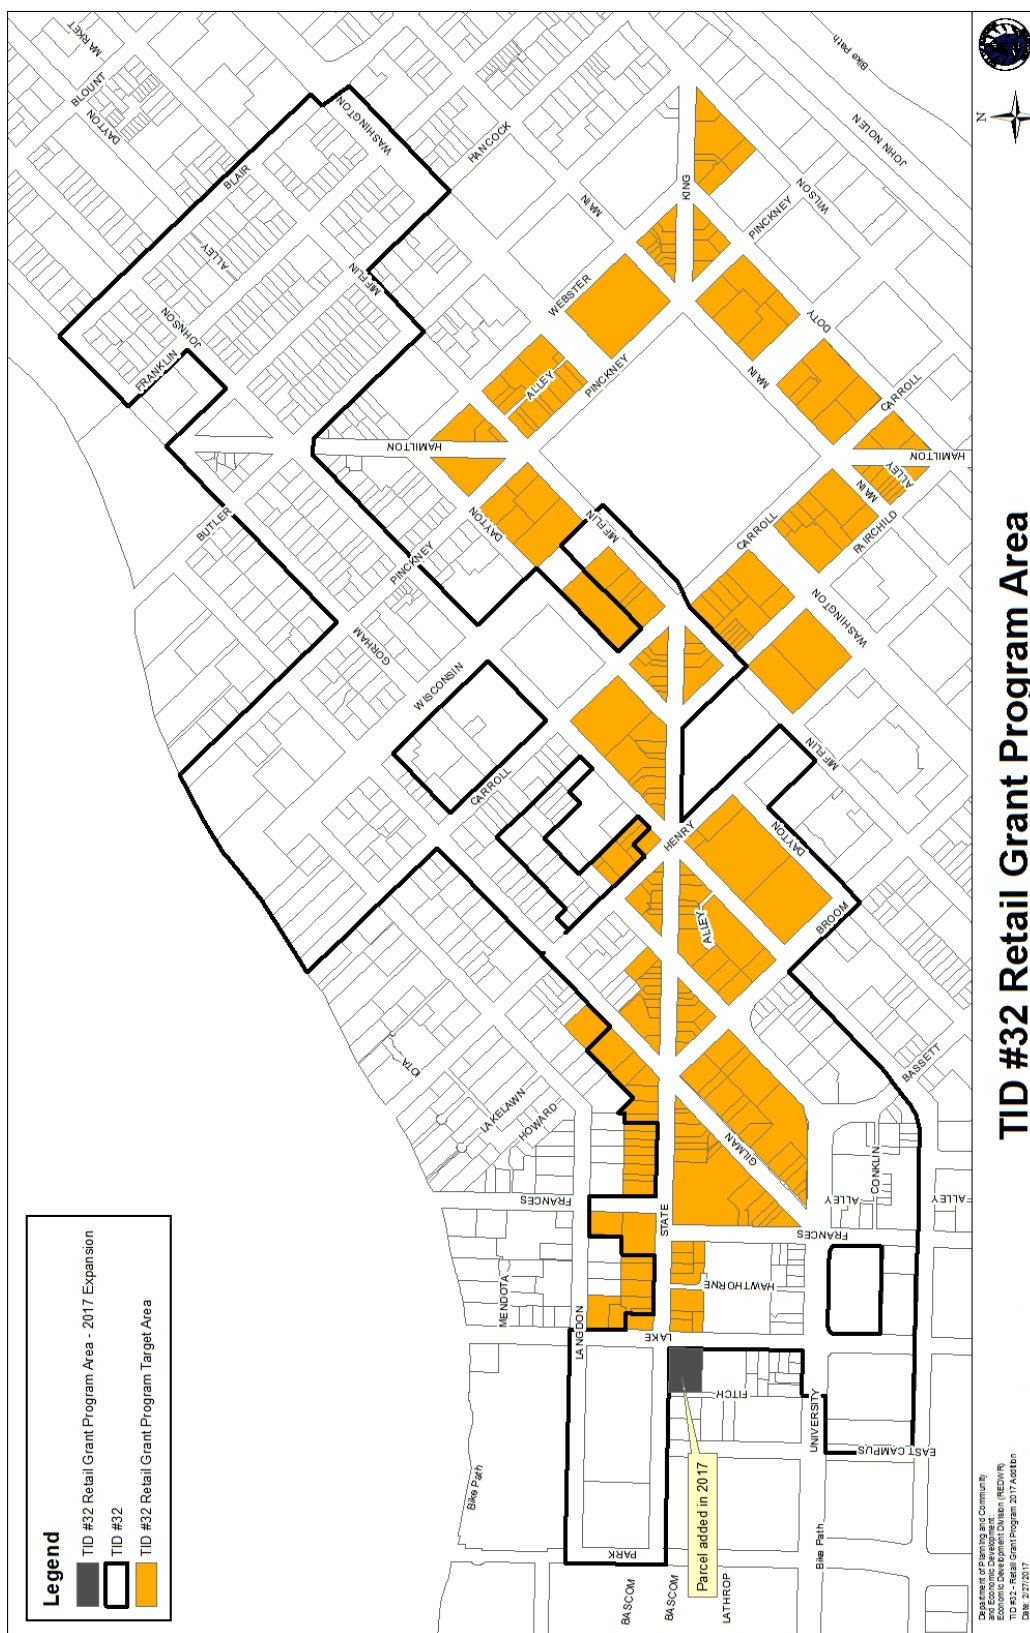 TID #32 Retail Grant Program Area
Legend
TID #32 Retail Grant Program Area - 2017 Expansion
TID #32
TID #32 Retail Grant Program Target Area
Parcel added in 2017
N
Department of Planning and Community
and Economic Development:
Economic Development Division (REDWR)
TID #32 - Retail Grant Program 2017 Addition
Date: 2/27/2017
MARKET
BLOUNT
DAYTON
BLAIR
WASHINGTON
HANCOCK
Bike Path
JOHN NOLEN
ALLEY
JOHNSON
FRANKLIN
MIFFLIN
MAIN
KING
WILSON
PINCKNEY
WEBSTER
DOTY
BUTLER
HAMILTON
ALLEY
PINCKNEY
MAIN
CARROLL
DAYTON
HAMILTON
PINCKNEY
MIFFLIN
ALLEY
MAIN
CARROLL
FAIRCHILD
GORHAM
WASHINGTON
WISCONSIN
CARROLL
MIFFLIN
HENRY
DAYTON
ALLEY
BROOM
IOTA
LAKELAWN
HOWARD
BASSETT
GILMAN
CONKLIN
FRANCES
ALLEY
ALLEY
STATE
FRANCES
MENDOTA
HAWTHORNE
LANGDON
LAKE
FITCH
UNIVERSITY
EAST CAMPUS
Bike Path
Bike Path
PARK
BASCOM
BASCOM
LATHROP